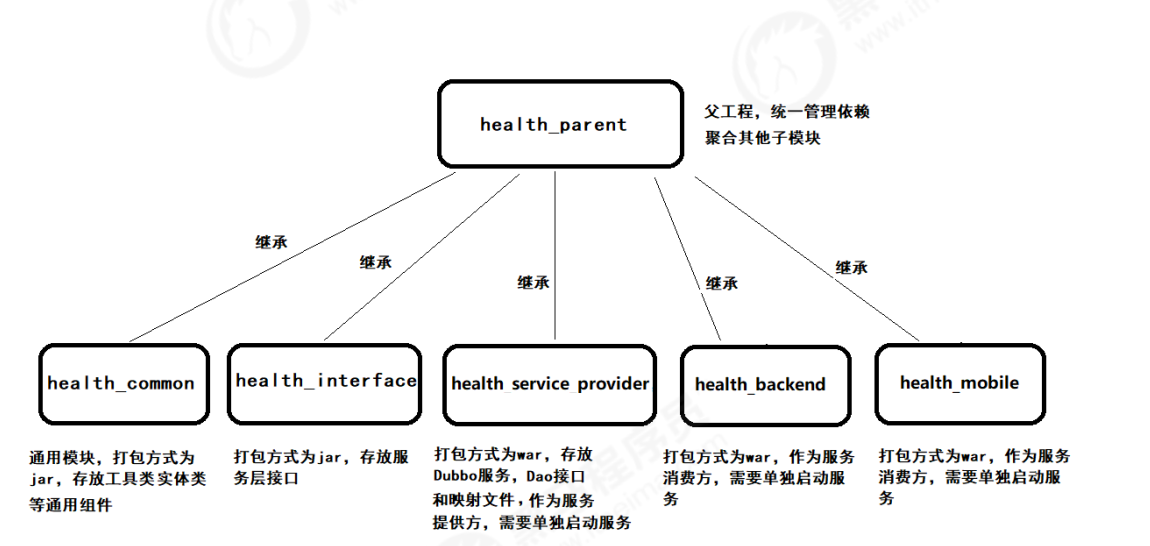 health_parent
父工程，统一管理依赖
聚合其他子模块
继承
继承
继承
继承
继承
health_common
health_interface
health_service_provider
health_backend
health_mobile
通用模块，打包方式为
jar，存放工具类实体类
等通用组件
打包方式为jar，存放服
务层接口
打包方式为war，存放
Dubbo服务，Dao接口
和映射文件，作为服务
提供方，需要单独启动服务
打包方式为war，作为服务
消费方，需要单独启动服
务
打包方式为war，作为服务
消费方，需要单独启动服
务